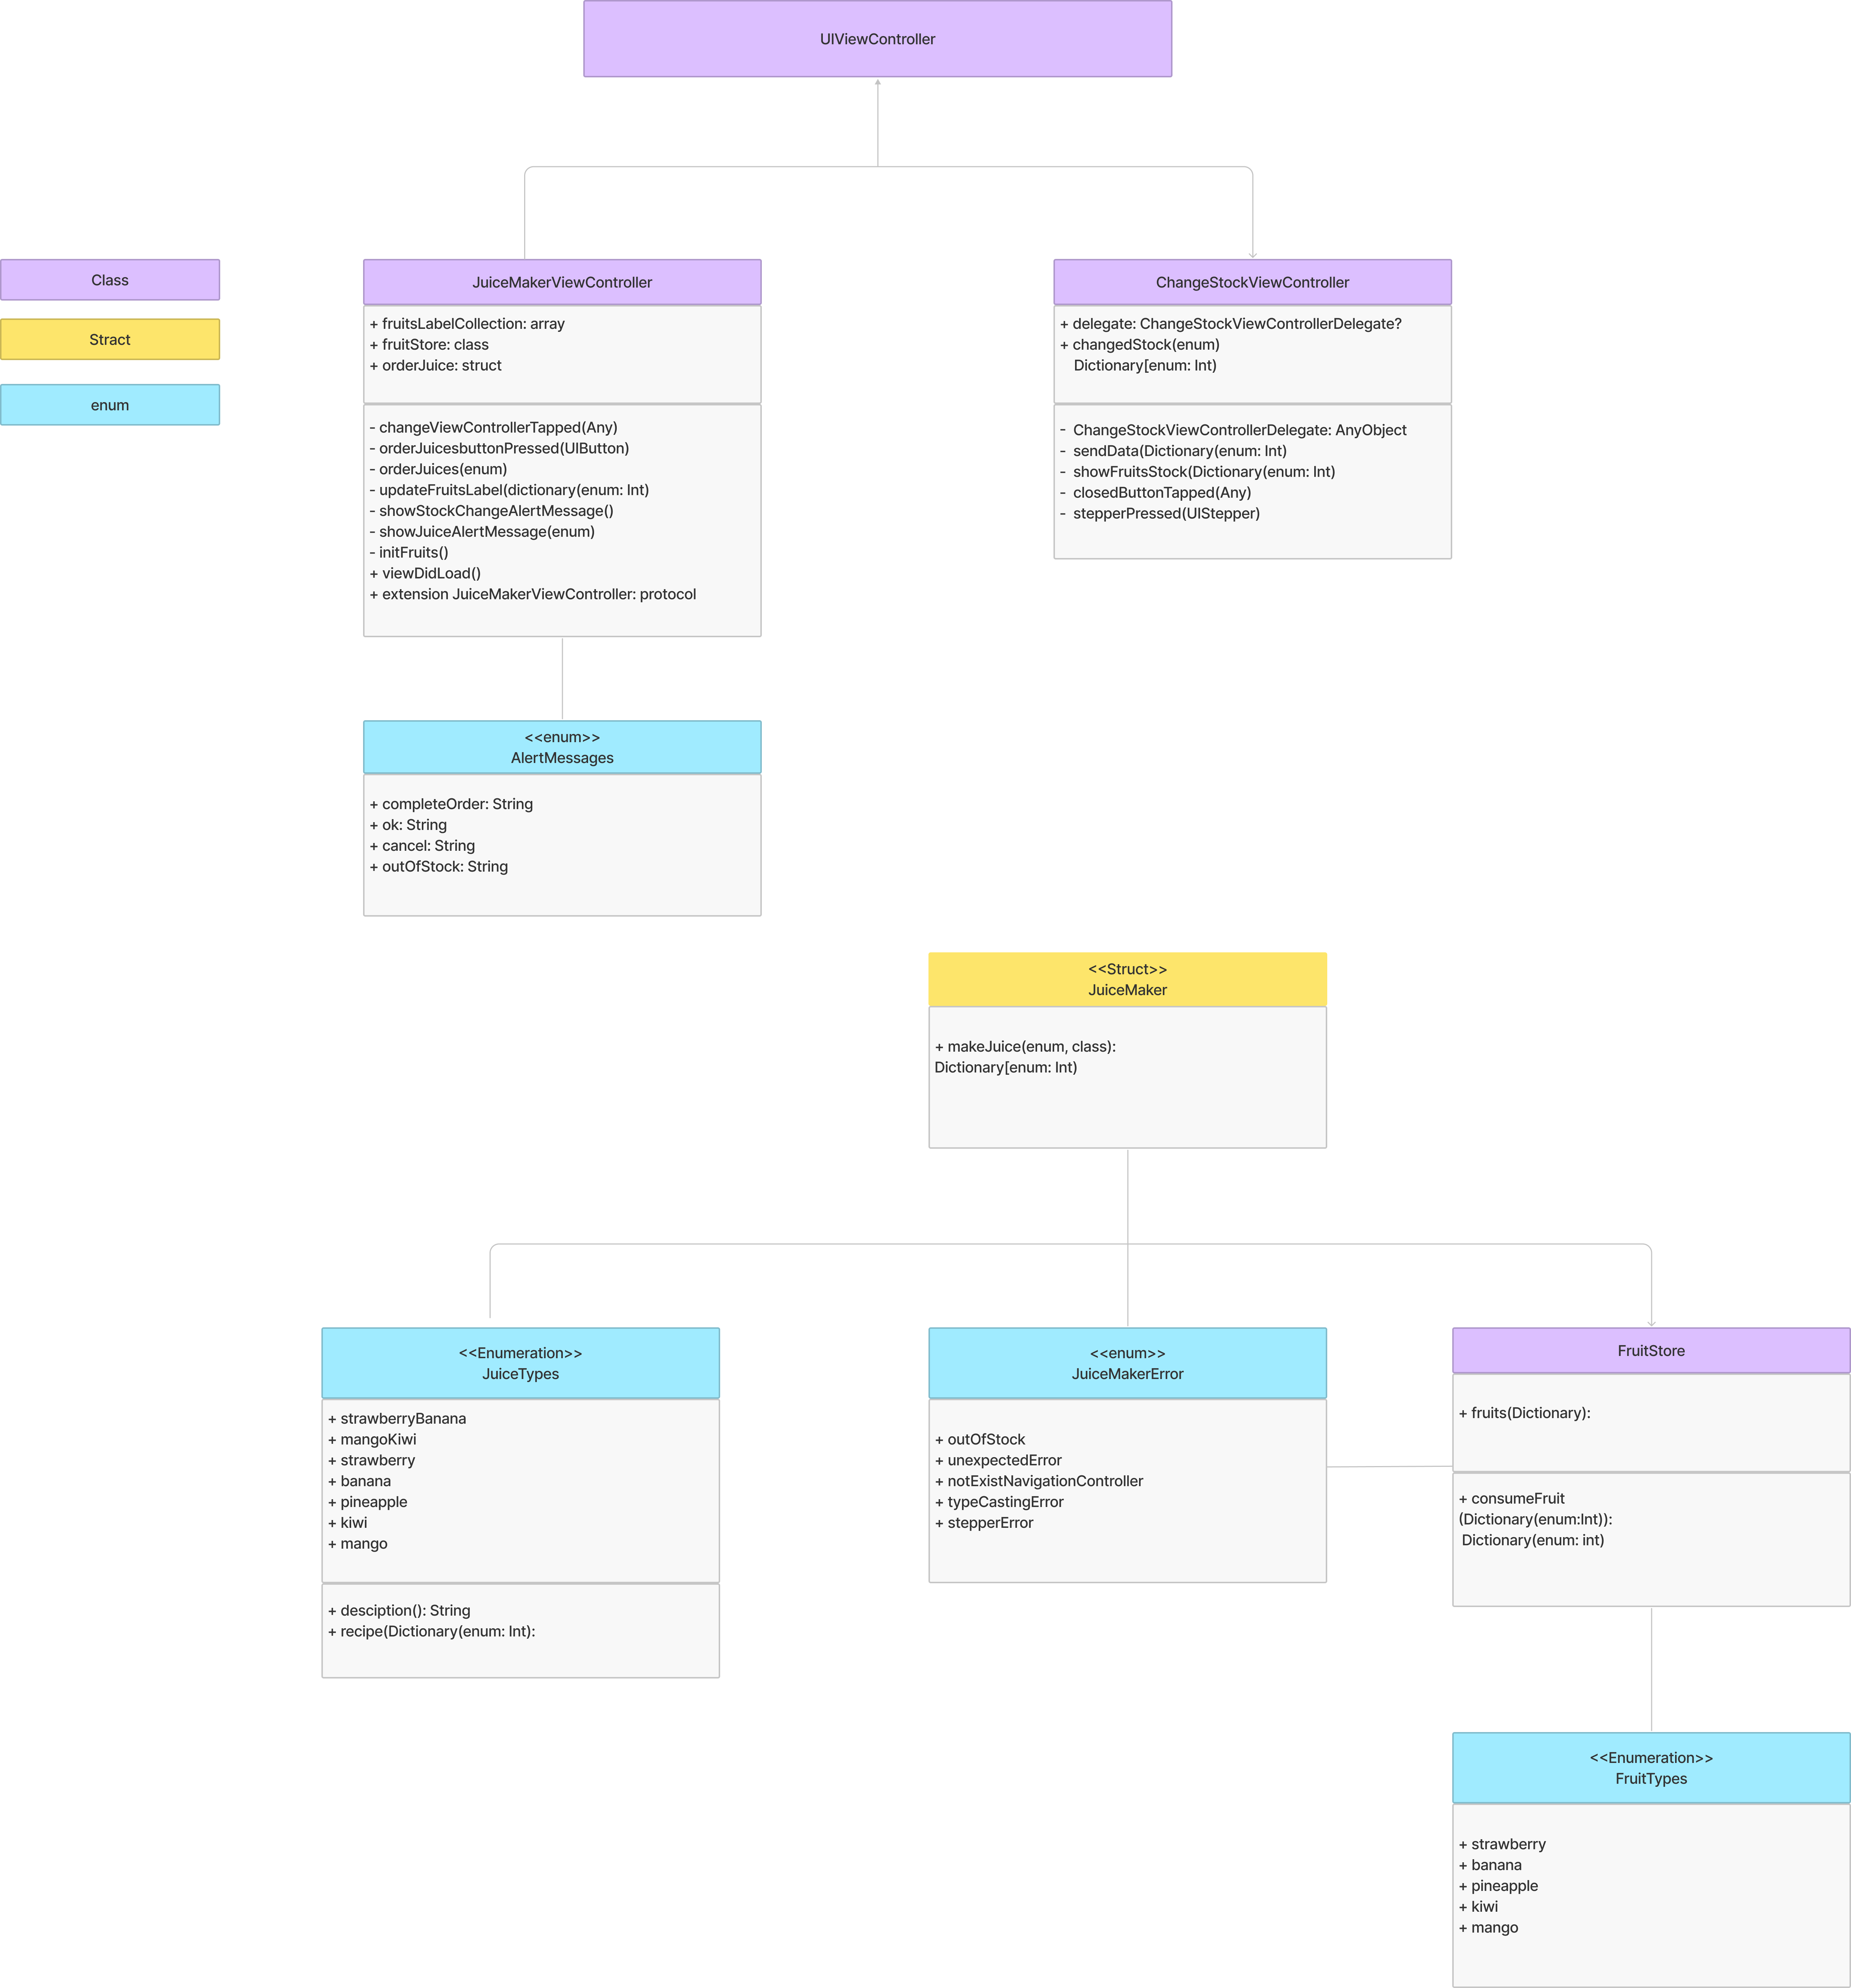 UIViewController
Class
Stract
enum
JuiceMakerViewController
+ fruitsLabelCollection: array
+ fruitStore: class
+ orderJuice: struct
- changeViewControllerTapped(Any)
- orderJuicesbuttonPressed(UIButton)
- orderJuices(enum)
- updateFruitsLabel(dictionary(enum: Int)
- showStockChangeAlertMessage()
- showJuiceAlertMessage(enum)
- initFruits()
+ viewDidLoad()
+ extension JuiceMakerViewController: protocol
ChangeStockViewController
+ delegate: ChangeStockViewControllerDelegate?
+ changedStock(enum)
Dictionary[enum: Int)
- ChangeStockViewControllerDelegate: AnyObject
- sendData(Dictionary(enum: Int)
- showFruitsStock(Dictionary(enum: Int)
- closedButtonTapped(Any)
- stepperPressed(UIStepper)
<<enum>>
AlertMessages
+ completeOrder: String
+ ok: String
+ cancel: String
+ outOfStock: String
<<Struct>>
JuiceMaker
+ makeJuice(enum, class):
Dictionary[enum: Int)
<<Enumeration>>
JuiceTypes
+ strawberryBanana
+ mangoKiwi
+ strawberry
+ banana
+ pineapple
+ kiwi
+ mango
+ desciption(): String
+ recipe(Dictionary(enum: Int):
<<enum>>
JuiceMakerError
+ outOfStock
+ unexpectedError
+ notExistNavigationController
+ typeCastingError
+ stepperError
FruitStore
+ fruits(Dictionary):
+ consumeFruit
(Dictionary(enum:Int)):
Dictionary(enum: int)
<<Enumeration>>
FruitTypes
+ strawberry
+ banana
+ pineapple
+ kiwi
+ mango